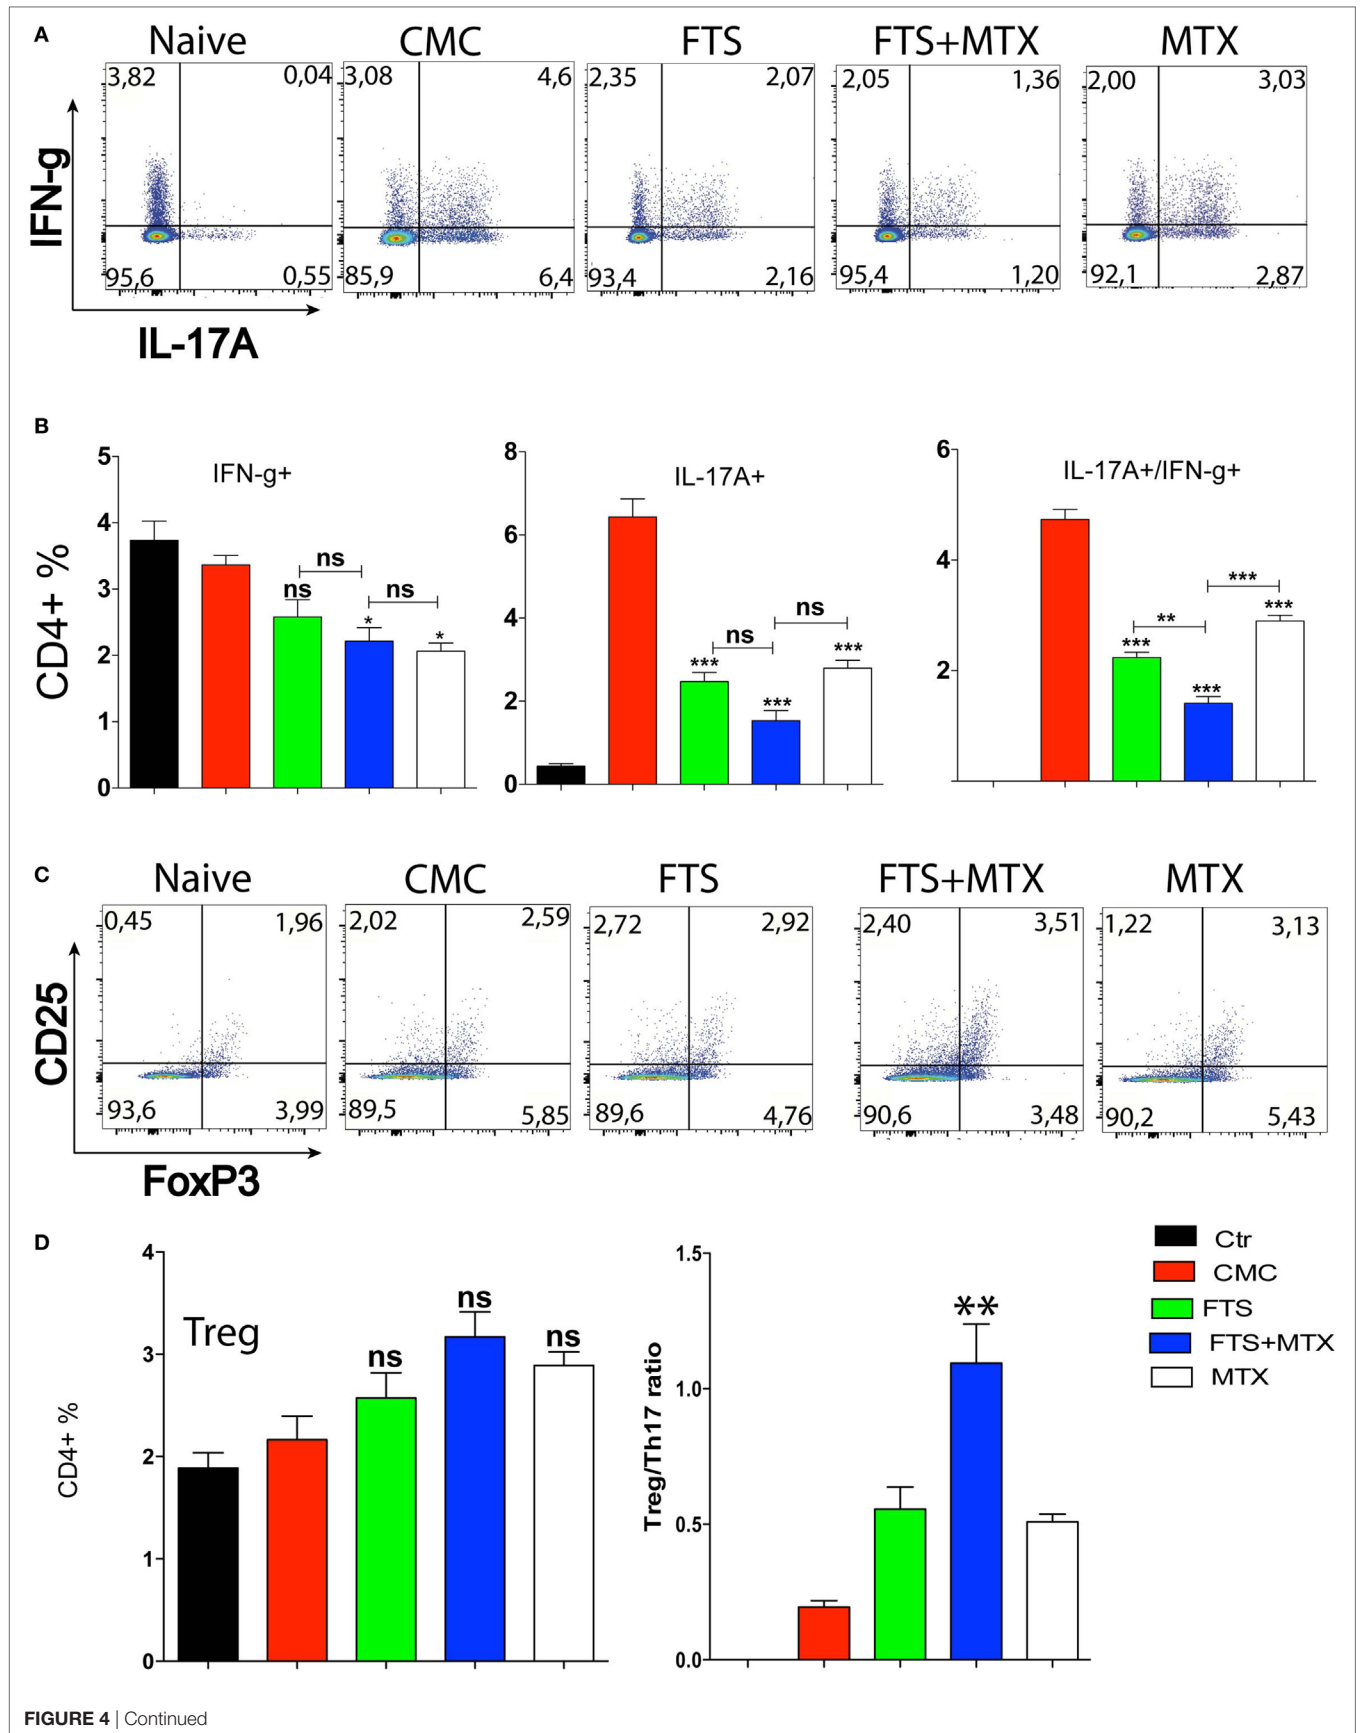 A
Naive CMC FTS FTS+MTX MTX
3,82 0,04 3,08 4,6 2,35 2,07 2,05 1,36 2,00 3,03
IFN-g
95,6 0,55 85,9 6,4 93,4 2,16 95,4 1,20 92,1 2,87
IL-17A
B
IFN-g+
CD4+ %
5
4
3
2
1
0
ns
ns
ns
*
*
IL-17A+
8
6
4
2
0
ns
ns
***
***
***
IL-17A+/IFN-g+
6
4
2
***
**
***
***
***
C
Naive CMC FTS FTS+MTX MTX
0,45 1,96 2,02 2,59 2,72 2,92 2,40 3,51 1,22 3,13
CD25
93,6 3,99 89,5 5,85 89,6 4,76 90,6 3,48 90,2 5,43
FoxP3
D
Treg
CD4+ %
4
3
2
1
0
ns
ns
ns
Treg/Th17 ratio
1.5
1.0
0.5
0.0
**
Ctr
CMC
FTS
FTS+MTX
MTX
FIGURE 4 | Continued